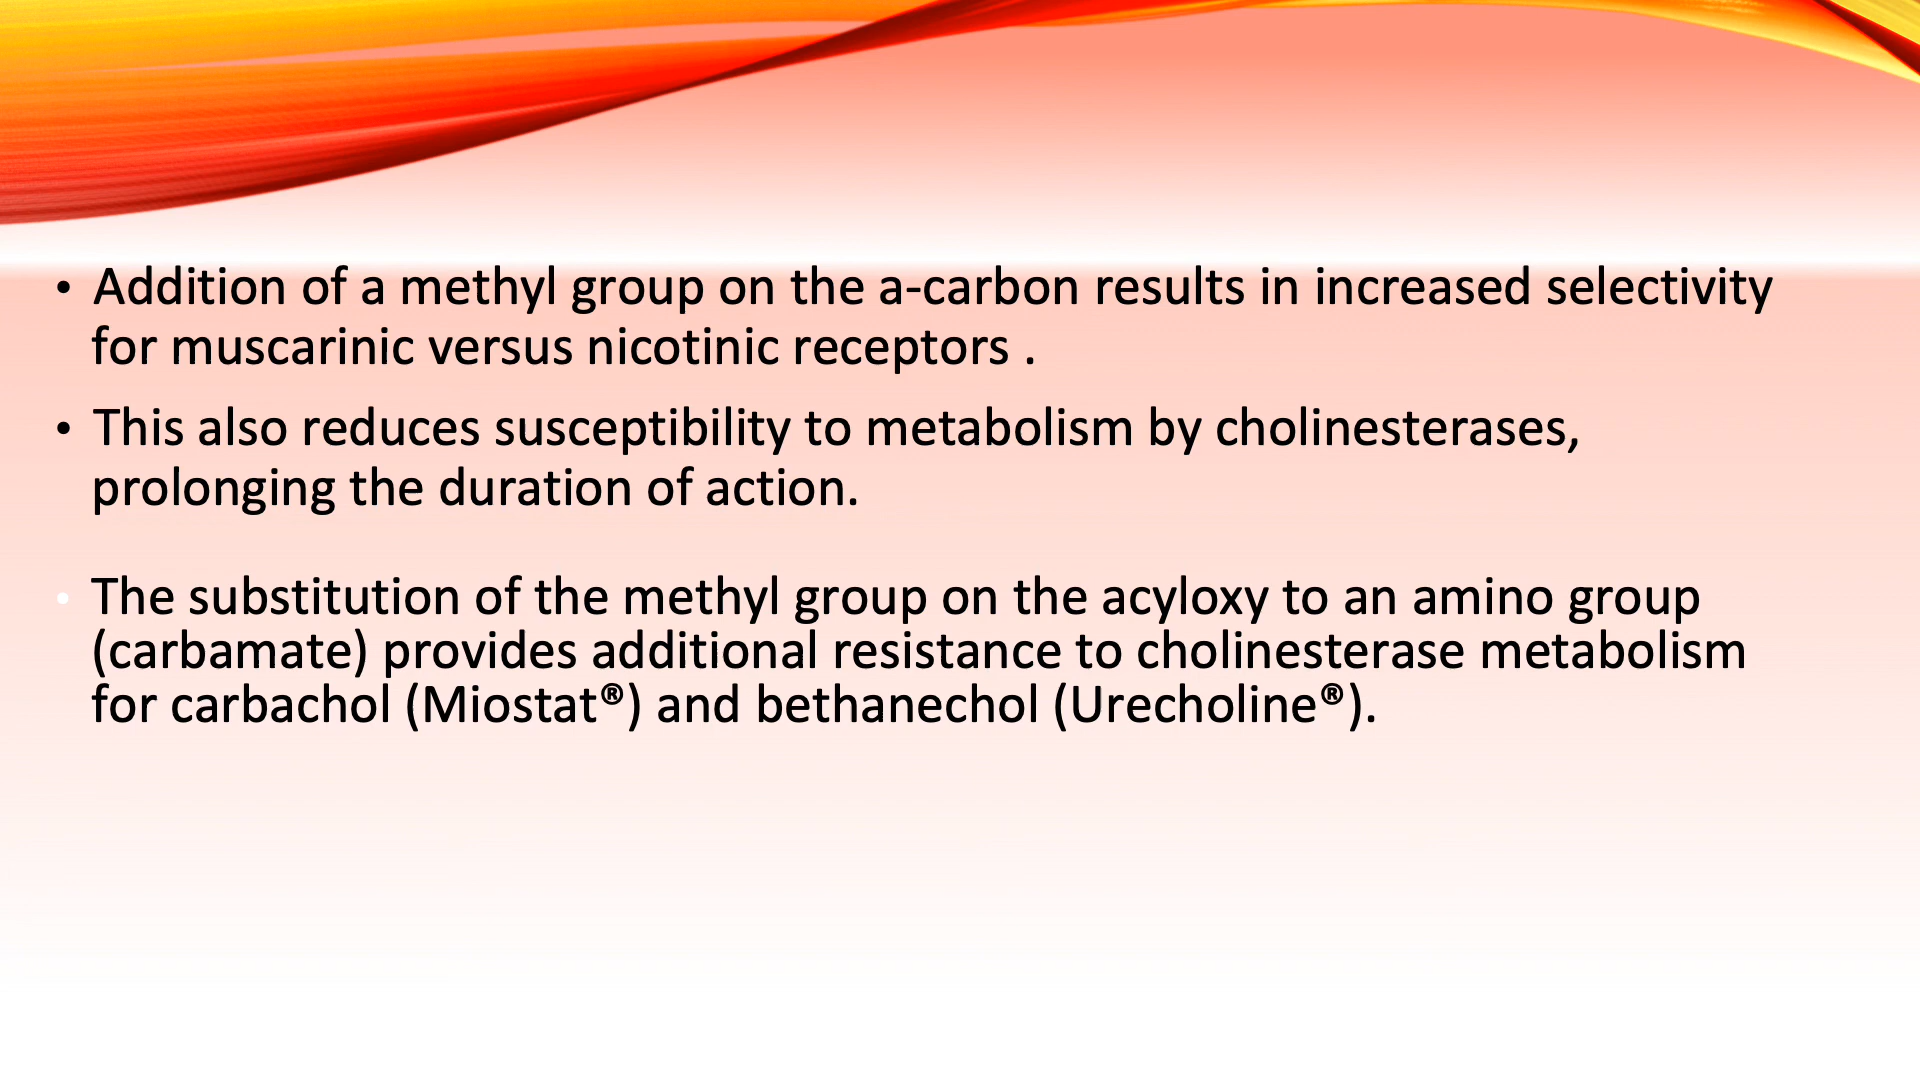 • Addition of a methyl group on the a-carbon results in increased selectivity
for muscarinic versus nicotinic receptors .
• This also reduces susceptibility to metabolism by cholinesterases,
prolonging the duration of action.
• The substitution of the methyl group on the acyloxy to an amino group
(carbamate) provides additional resistance to cholinesterase metabolism
for carbachol (Miostat®) and bethanechol (Urecholine®).